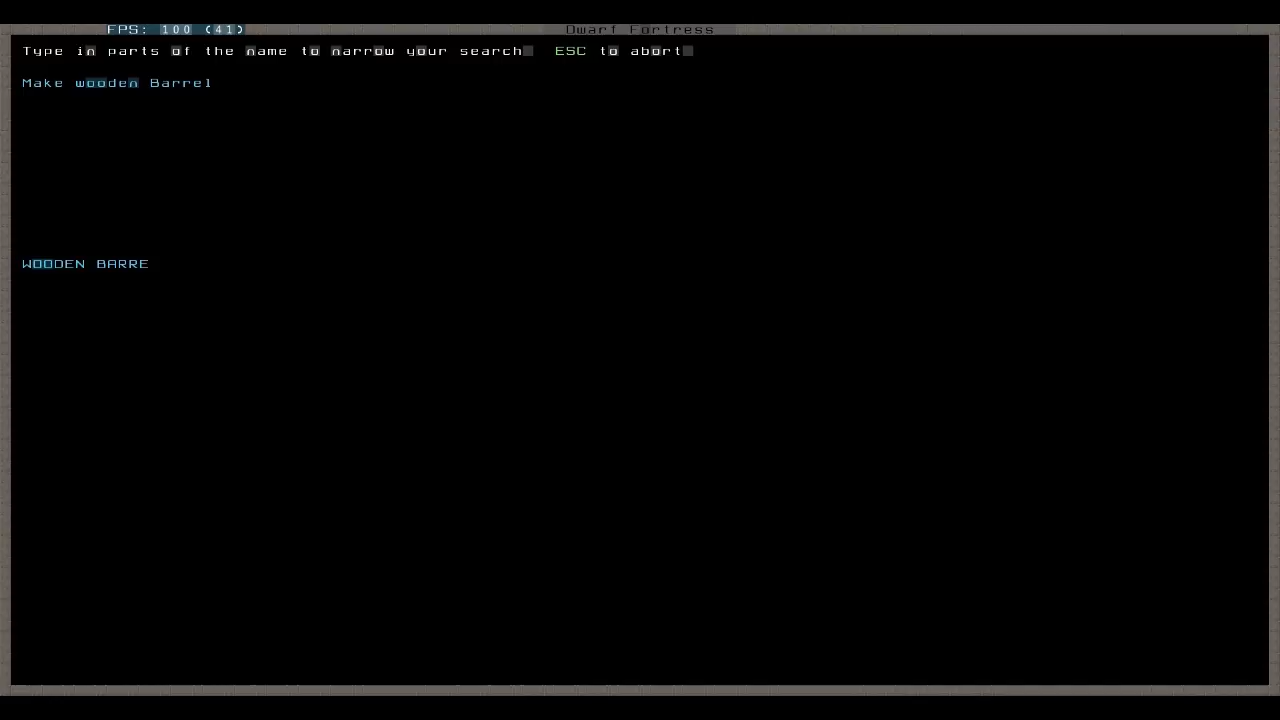 FPS: 100 (41) Dwarf Fortress
Type in parts of the name to narrow your search. ESC to abort.
Make wooden Barrel
WOODEN BARRE